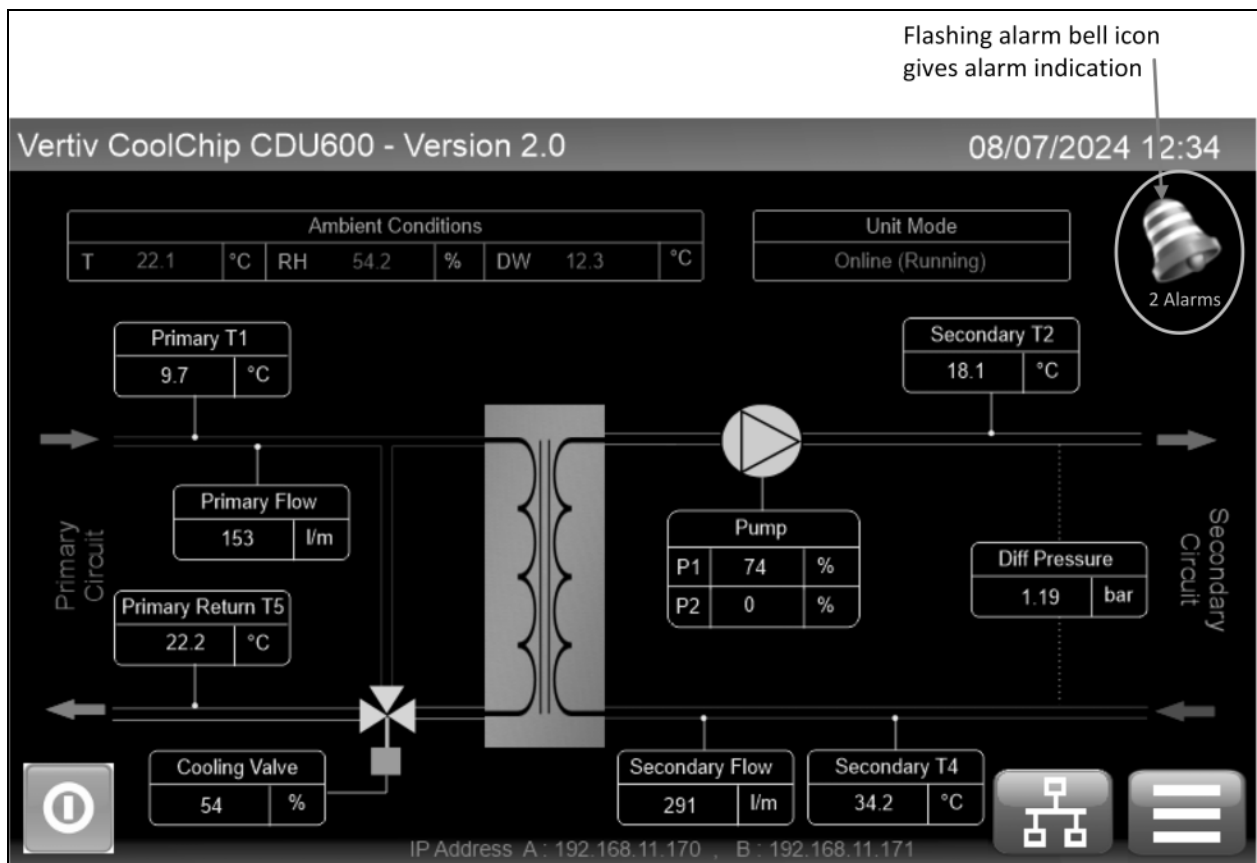 Flashing alarm bell icon
gives alarm indication
Vertiv CoolChip CDU600 - Version 2.0 08/07/2024 12:34
Ambient Conditions
T 22.1 °C RH 54.2 % DW 12.3 °C
Unit Mode
Online (Running)
2 Alarms
Primary T1
9.7 °C
Secondary T2
18.1 °C
Primary Flow
153 l/m
Primary
Circuit
Pump
P1 74 %
P2 0 %
Diff Pressure
1.19 bar
Secondary
Circuit
Primary Return T5
22.2 °C
Cooling Valve
54 %
Secondary Flow
291 l/m
Secondary T4
34.2 °C
IP Address A : 192.168.11.170 , B : 192.168.11.171